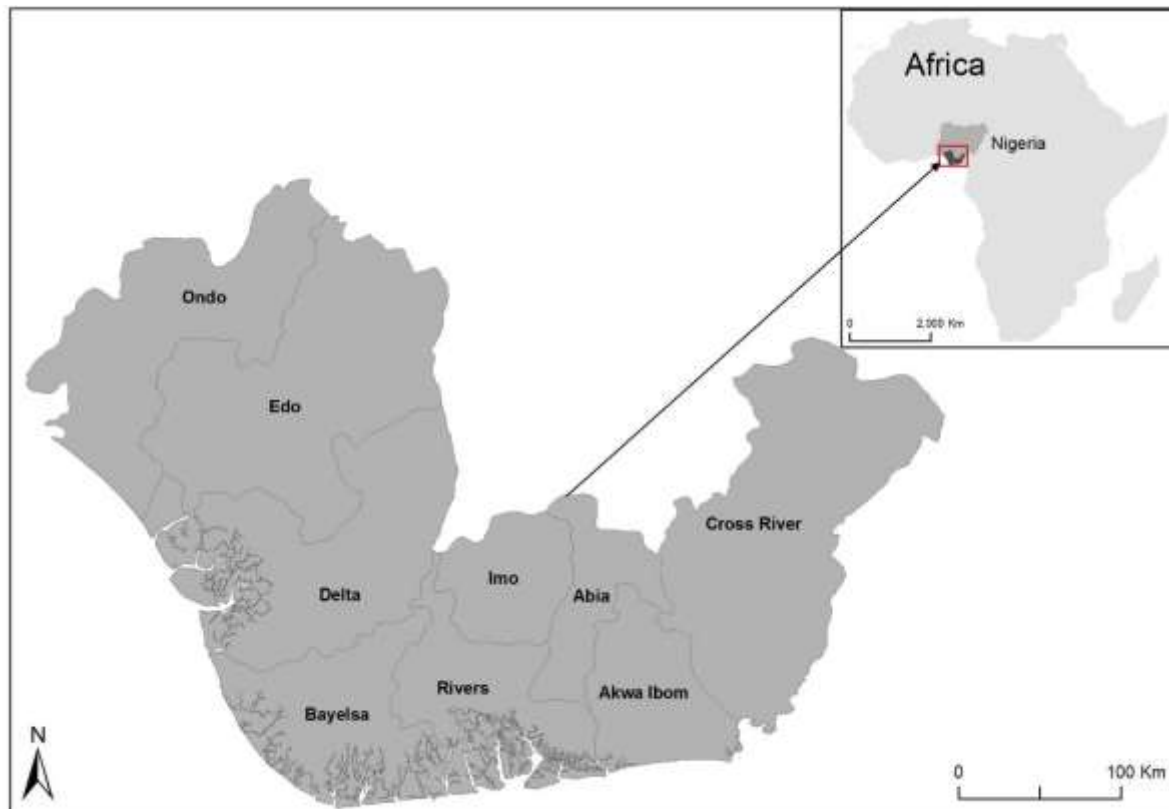 Africa
Nigeria
0
2,000 Km
Ondo
Edo
Cross River
Imo
Abia
Delta
Rivers
Akwa Ibom
Bayelsa
N
0
100 Km